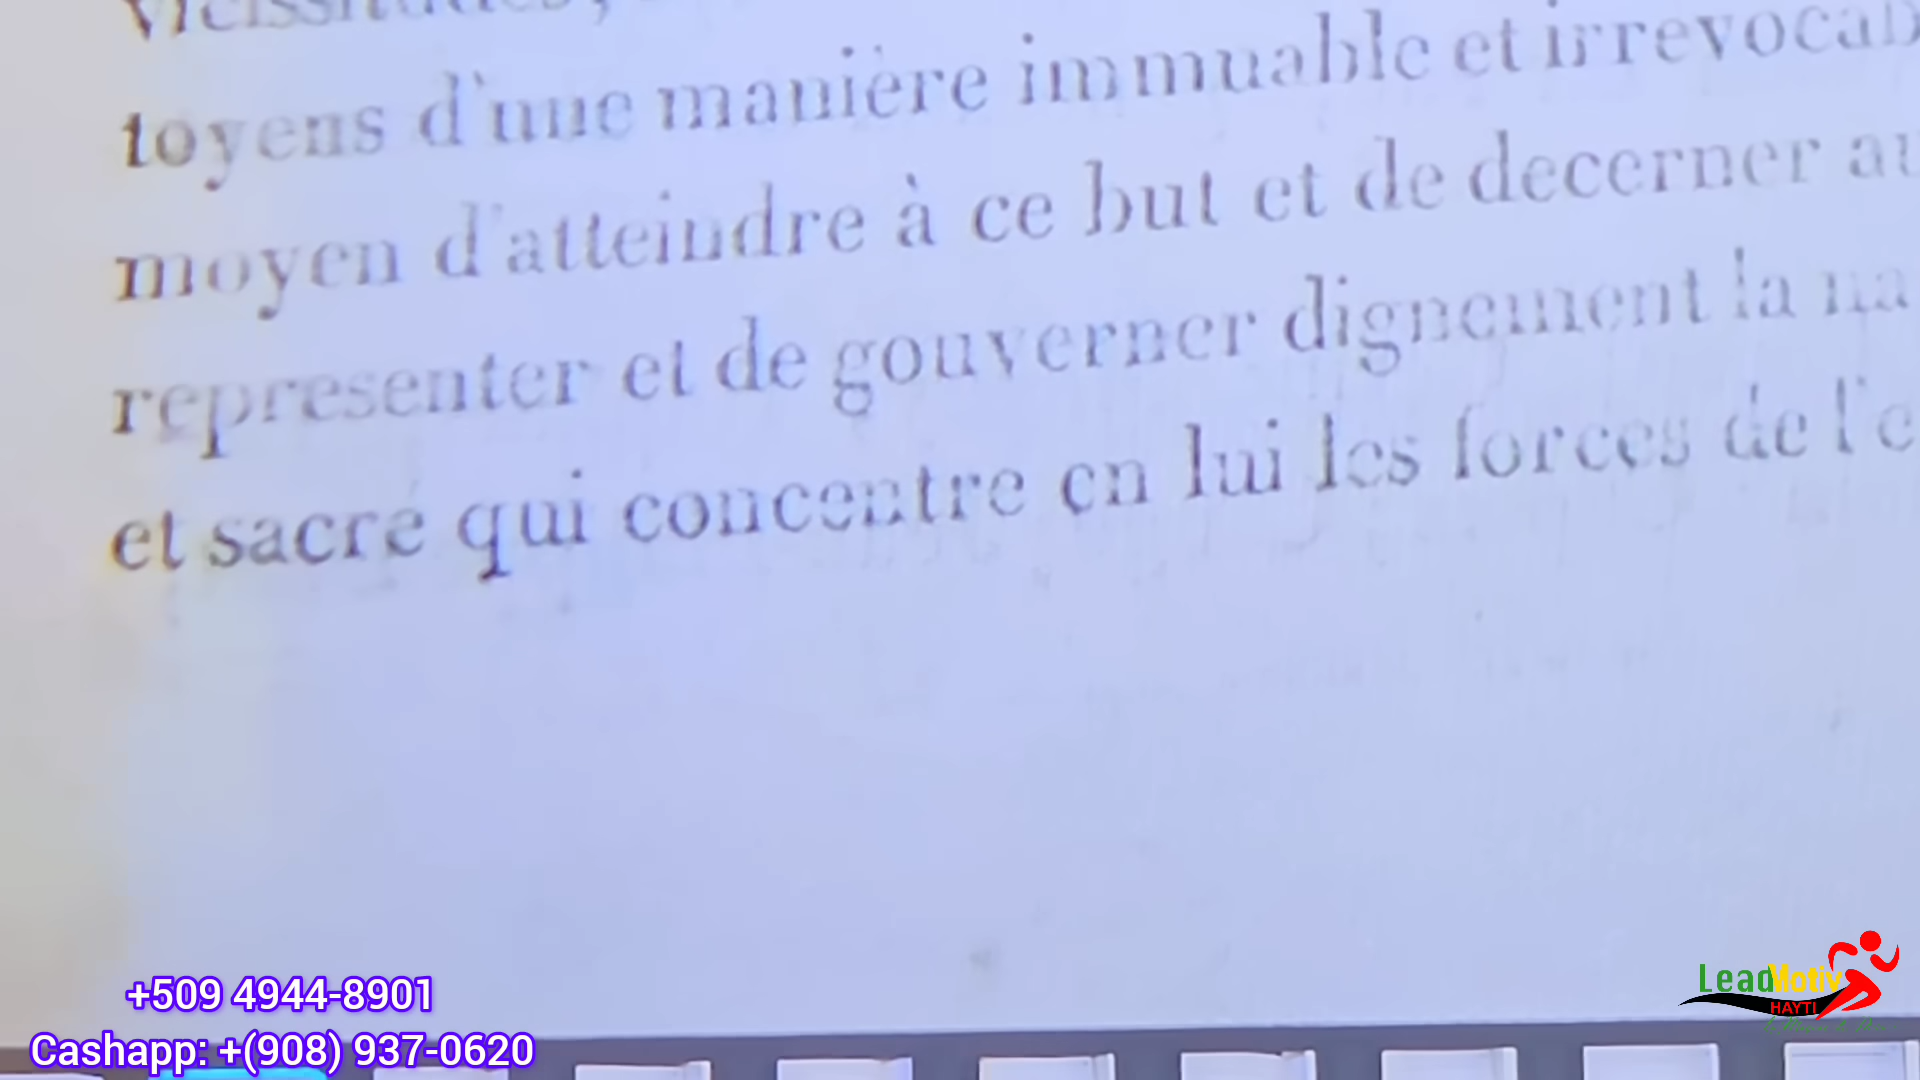 toyens d'une manière immuable et irrevocab
moyen d'atteindre à ce but et de decerner au
representer et de gouverner dignement la na
et sacré qui concentre en lui les forces de l'e
+509 4944-8901
Cashapp: +(908) 937-0620
LeadMotiv
HAYTI